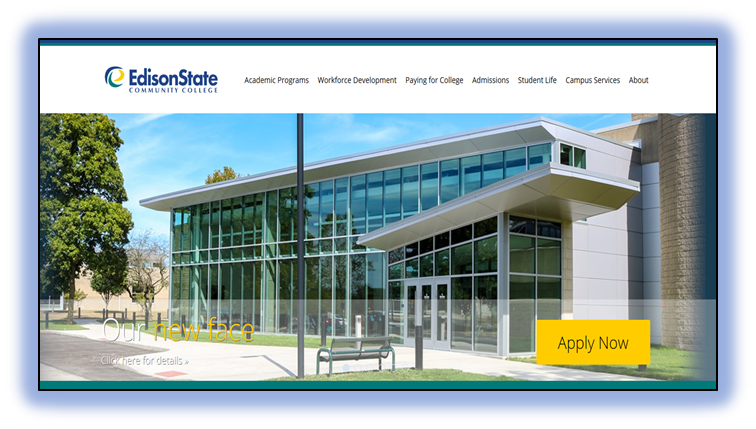 EdisonState
COMMUNITY COLLEGE
Academic Programs Workforce Development Paying for College Admissions Student Life Campus Services About
Our new face
Click here for details »
Apply Now